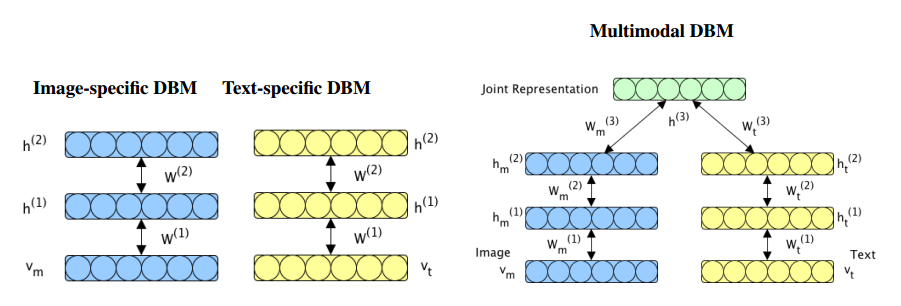 Multimodal DBM
Image-specific DBM Text-specific DBM
Joint Representation
h(3)
Wm(3) Wt(3)
h(2) h(2)
W(2) W(2)
h(1) h(1)
W(1) W(1)
vm vt
hm(2) ht(2)
Wm(2) Wt(2)
hm(1) ht(1)
Wm(1) Wt(1)
Image Text
vm vt